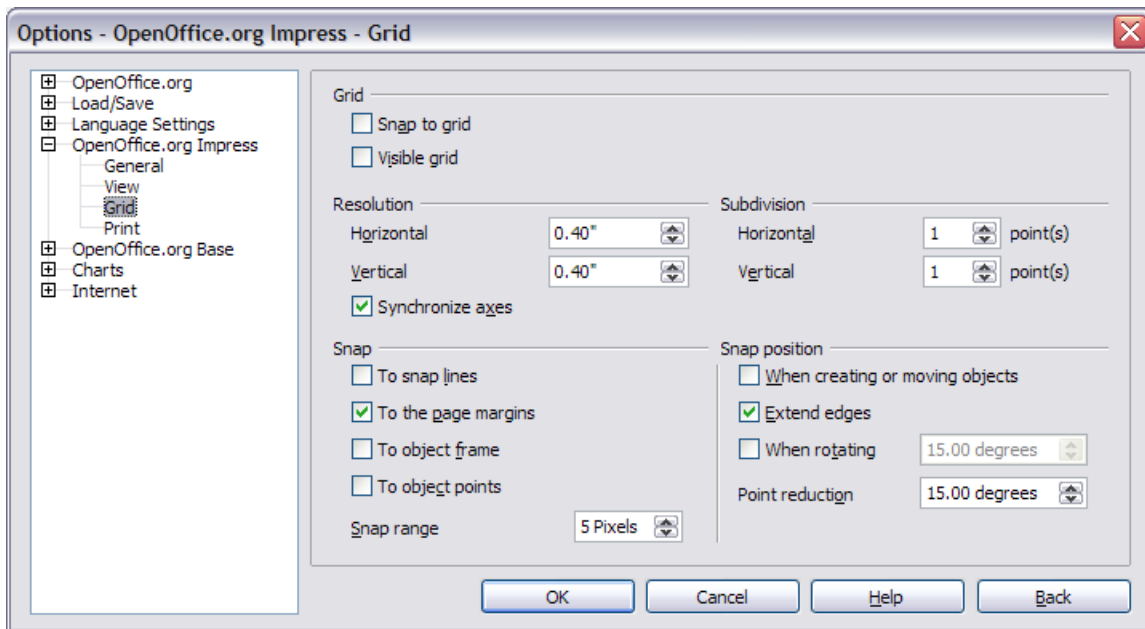 Options - OpenOffice.org Impress - Grid
OpenOffice.org
Load/Save
Language Settings
OpenOffice.org Impress
General
View
Grid
Print
OpenOffice.org Base
Charts
Internet
Grid
Snap to grid
Visible grid
Resolution
Horizontal 0.40"
Vertical 0.40"
Synchronize axes
Subdivision
Horizontal 1 point(s)
Vertical 1 point(s)
Snap
To snap lines
To the page margins
To object frame
To object points
Snap range 5 Pixels
Snap position
When creating or moving objects
Extend edges
When rotating 15.00 degrees
Point reduction 15.00 degrees
OK Cancel Help Back